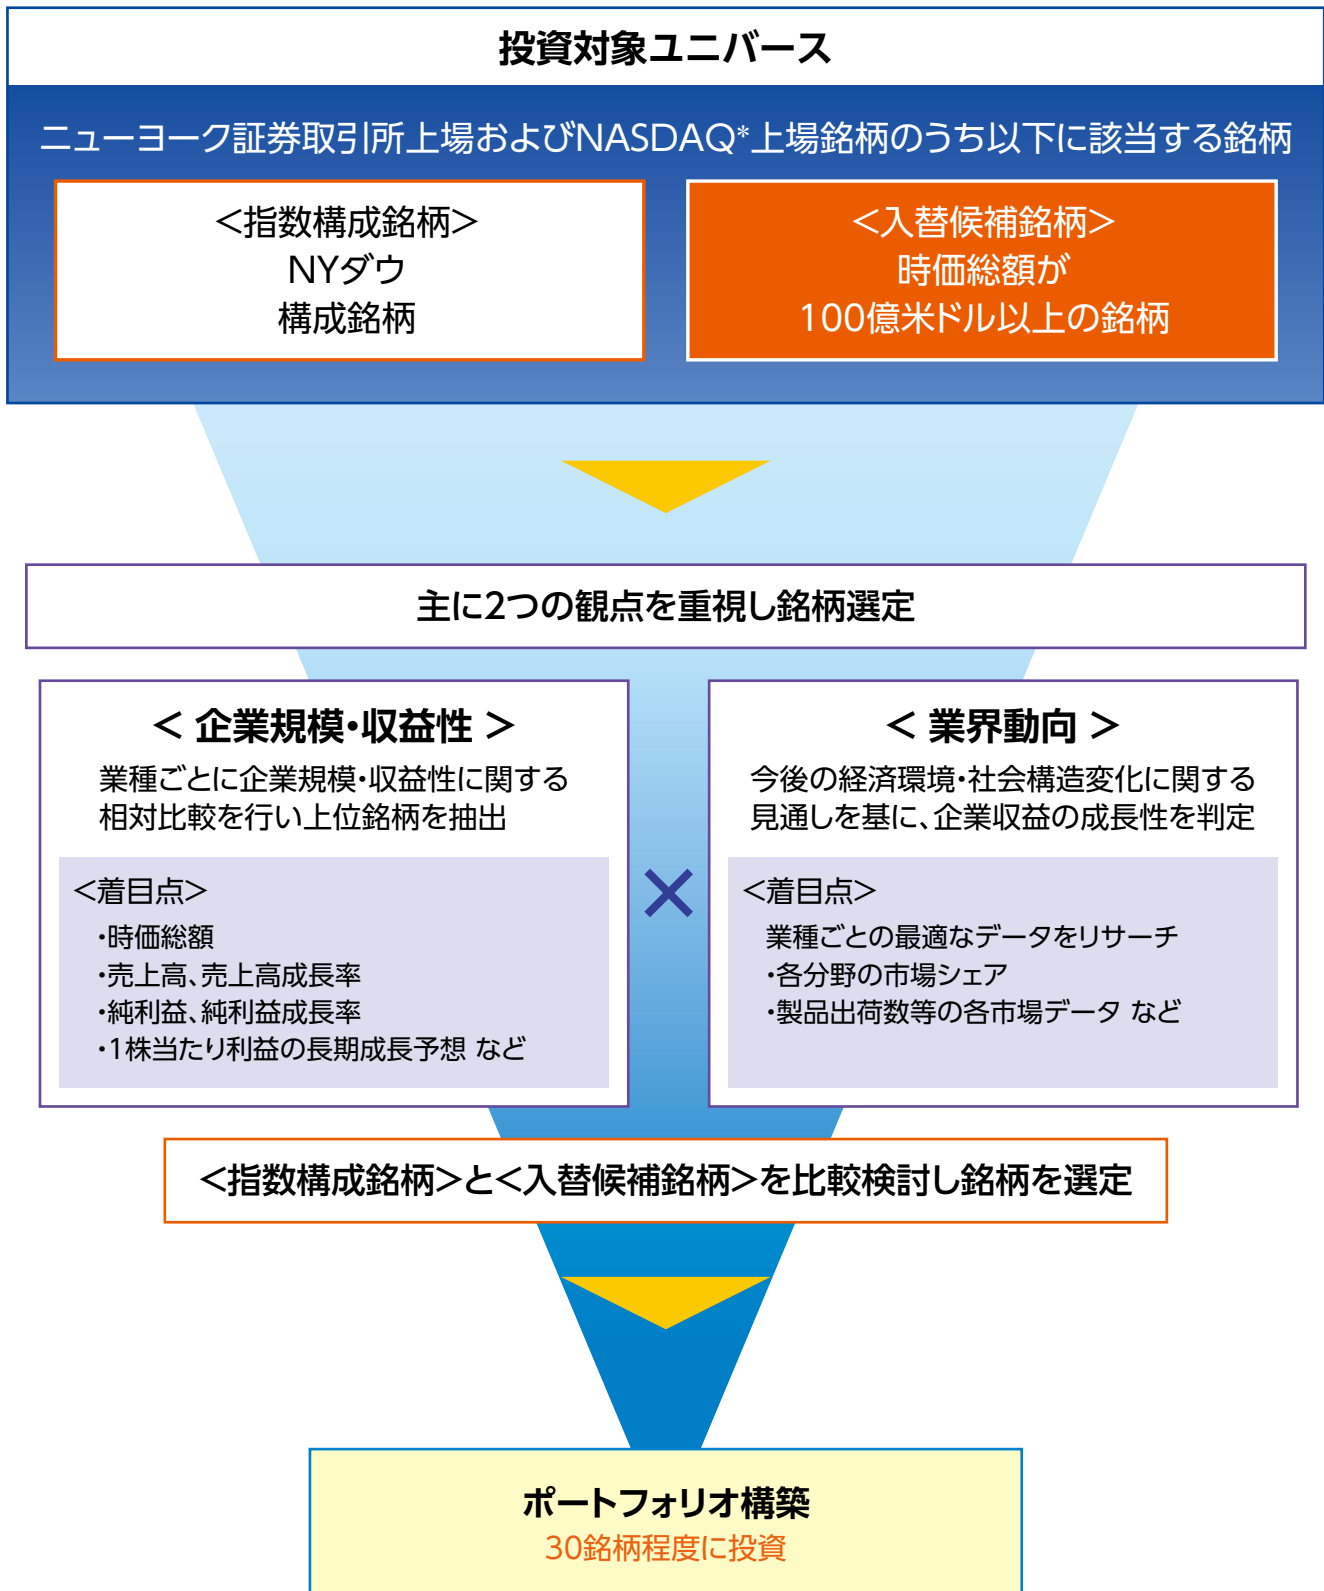 投資対象ユニバース
ニューヨーク証券取引所上場およびNASDAQ*上場銘柄のうち以下に該当する銘柄
<指数構成銘柄>
NYダウ
構成銘柄
<入替候補銘柄>
時価総額が
100億米ドル以上の銘柄
主に2つの観点を重視し銘柄選定
< 企業規模・収益性 >
業種ごとに企業規模・収益性に関する
相対比較を行い上位銘柄を抽出
<着目点>
・時価総額
・売上高、売上高成長率
・純利益、純利益成長率
・1株当たり利益の長期成長予想 など
×
< 業界動向 >
今後の経済環境・社会構造変化に関する
見通しを基に、企業収益の成長性を判定
<着目点>
業種ごとの最適なデータをリサーチ
・各分野の市場シェア
・製品出荷数等の各市場データ など
<指数構成銘柄>と<入替候補銘柄>を比較検討し銘柄を選定
ポートフォリオ構築
30銘柄程度に投資